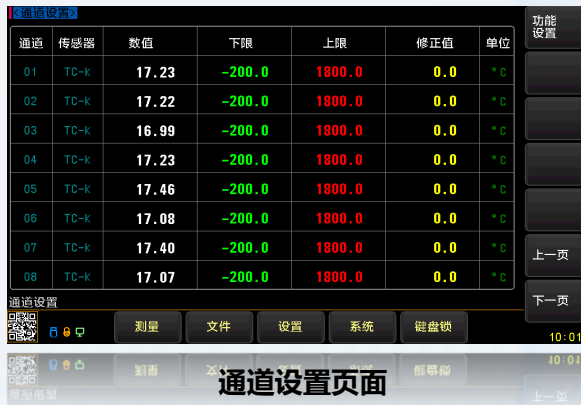 <通道设置>
功能
设置
通道 传感器 数值 下限 上限 修正值 单位
01 TC-K 17.23 -200.0 1800.0 0.0 °C
02 TC-K 17.22 -200.0 1800.0 0.0 °C
03 TC-K 16.99 -200.0 1800.0 0.0 °C
04 TC-K 17.23 -200.0 1800.0 0.0 °C
05 TC-K 17.46 -200.0 1800.0 0.0 °C
06 TC-K 17.08 -200.0 1800.0 0.0 °C
07 TC-K 17.40 -200.0 1800.0 0.0 °C
08 TC-K 17.07 -200.0 1800.0 0.0 °C
上一页
下一页
通道设置
测量 文件 设置 系统 键盘锁
10:01
通道设置页面